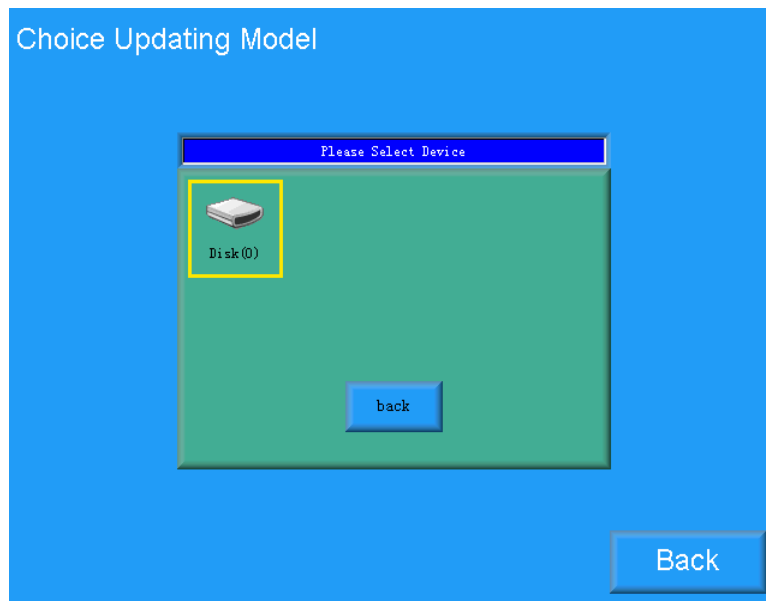 Choice Updating Model
Please Select Device
Disk(0)
back
Back